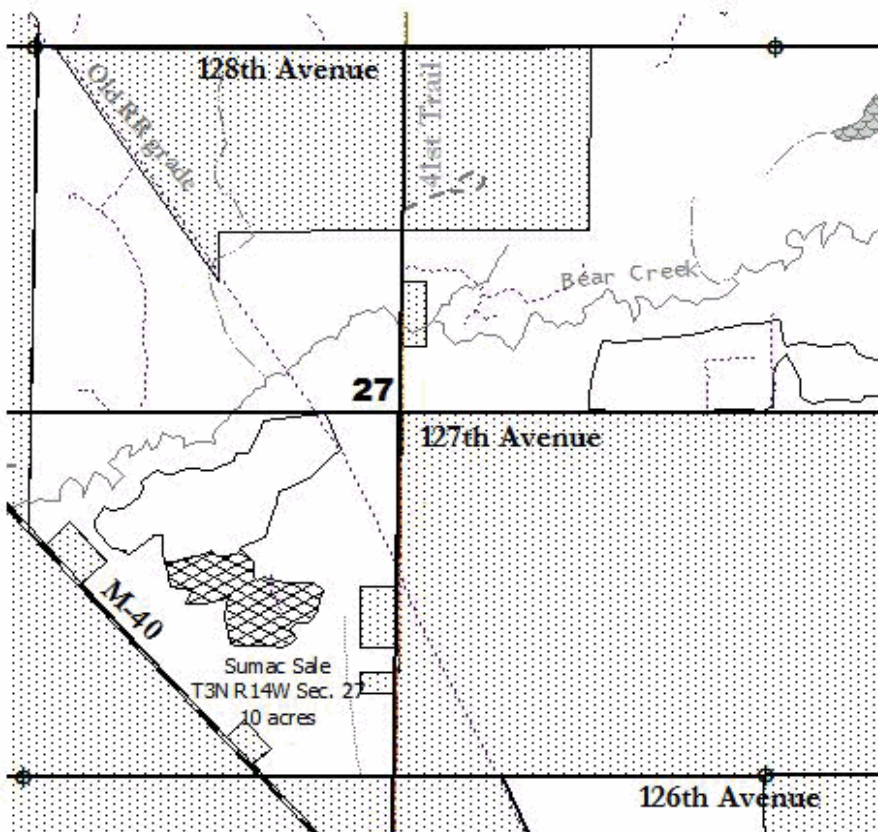 128th Avenue
Old RR grade
41st Trail
Bear Creek
27
127th Avenue
M-40
Sumac Sale
T3N R14W Sec. 27
10 acres
126th Avenue